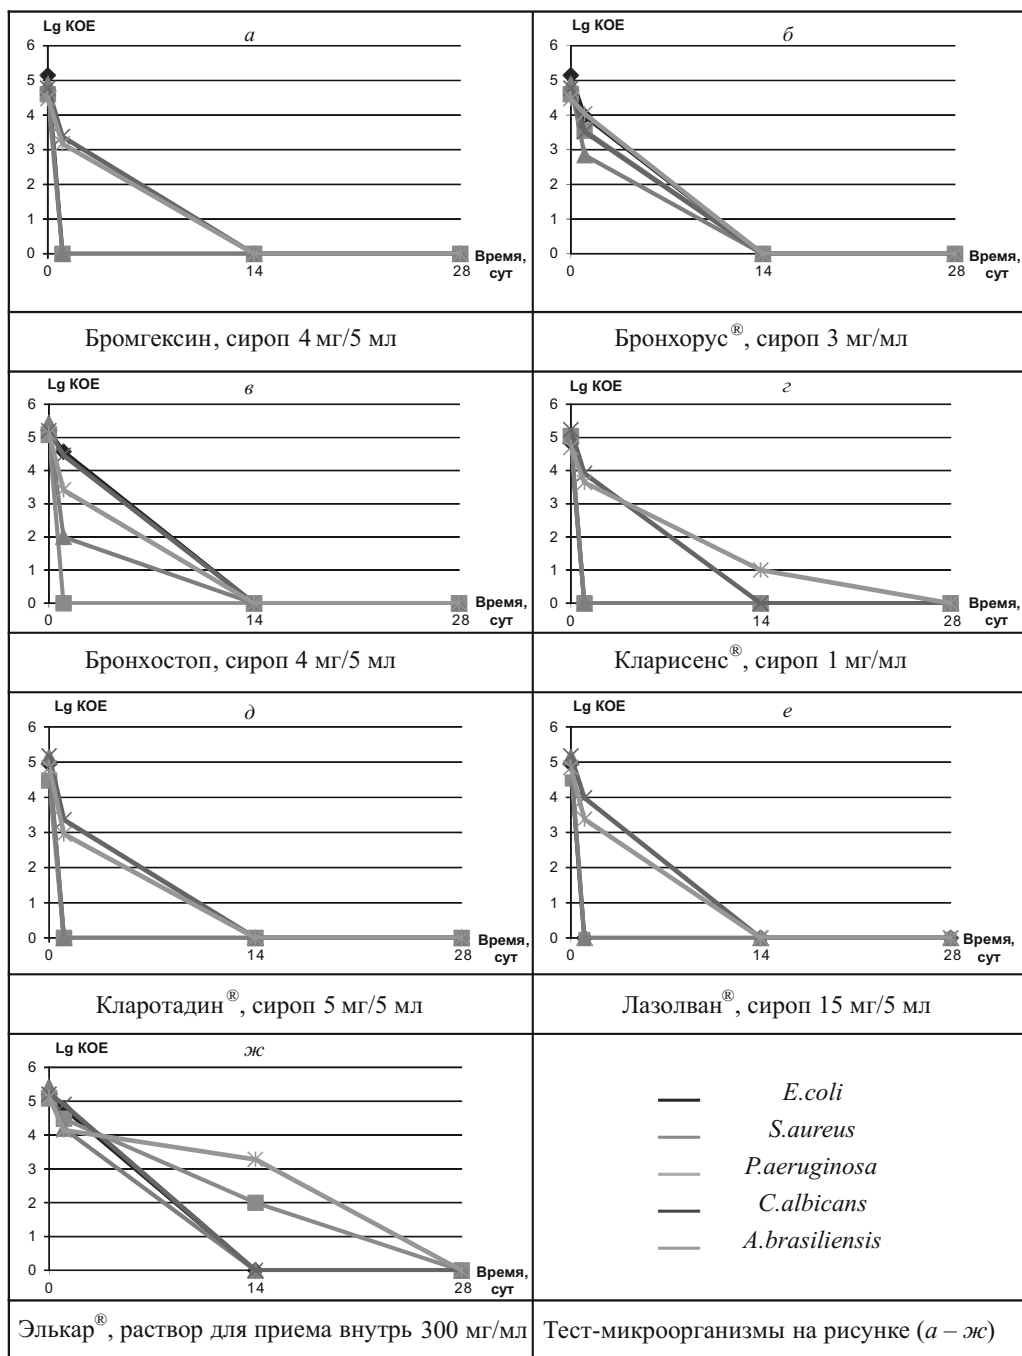 Lg КОЕ
а
6
5
4
3
2
1
0
0
14
28
Время,
сут
Lg КОЕ
б
6
5
4
3
2
1
0
0
14
28
Время,
сут
Бромгексин, сироп 4 мг/5 мл
Бронхорус®, сироп 3 мг/мл
Lg КОЕ
в
6
5
4
3
2
1
0
0
14
28
Время,
сут
Lg КОЕ
г
6
5
4
3
2
1
0
0
14
28
Время,
сут
Бронхостоп, сироп 4 мг/5 мл
Кларисенс®, сироп 1 мг/мл
Lg КОЕ
д
6
5
4
3
2
1
0
0
14
28
Время,
сут
Lg КОЕ
е
6
5
4
3
2
1
0
0
14
28
Время,
сут
Кларотадин®, сироп 5 мг/5 мл
Лазолван®, сироп 15 мг/5 мл
Lg КОЕ
ж
6
5
4
3
2
1
0
0
14
28
Время,
сут
E.coli
S.aureus
P.aeruginosa
C.albicans
A.brasiliensis
Элькар®, раствор для приема внутрь 300 мг/мл
Тест-микроорганизмы на рисунке (а – ж)